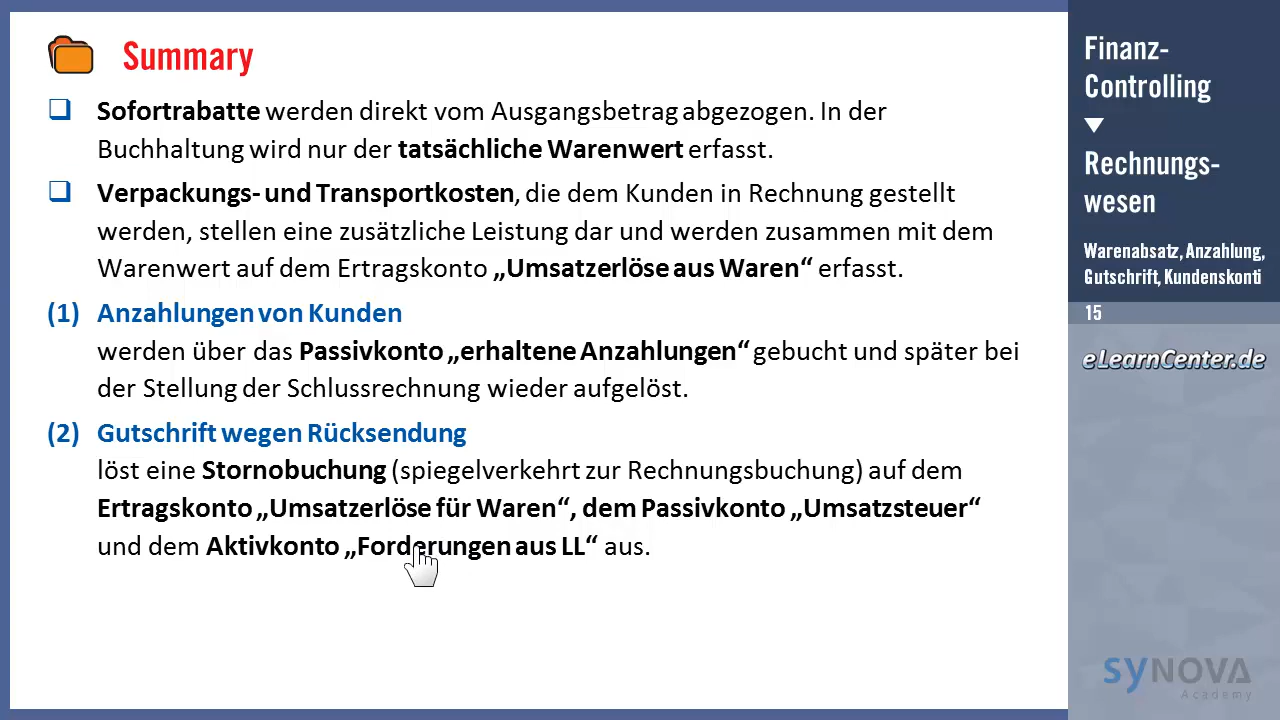 Summary
Sofortrabatte werden direkt vom Ausgangsbetrag abgezogen. In der
Buchhaltung wird nur der tatsächliche Warenwert erfasst.
Verpackungs- und Transportkosten, die dem Kunden in Rechnung gestellt
werden, stellen eine zusätzliche Leistung dar und werden zusammen mit dem
Warenwert auf dem Ertragskonto „Umsatzerlöse aus Waren“ erfasst.
(1) Anzahlungen von Kunden
werden über das Passivkonto „erhaltene Anzahlungen“ gebucht und später bei
der Stellung der Schlussrechnung wieder aufgelöst.
(2) Gutschrift wegen Rücksendung
löst eine Stornobuchung (spiegelverkehrt zur Rechnungsbuchung) auf dem
Ertragskonto „Umsatzerlöse für Waren“, dem Passivkonto „Umsatzsteuer“
und dem Aktivkonto „Forderungen aus LL“ aus.
Finanz-
Controlling
Rechnungs-
wesen
Warenabsatz, Anzahlung,
Gutschrift, Kundenskonti
15
eLearnCenter.de
syNOVA
Academy